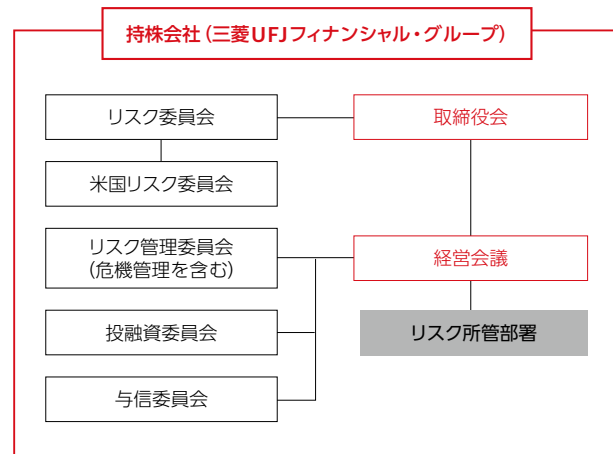 持株会社(三菱UFJフィナンシャル・グループ)
リスク委員会
取締役会
米国リスク委員会
リスク管理委員会
(危機管理を含む)
経営会議
投融資委員会
リスク所管部署
与信委員会